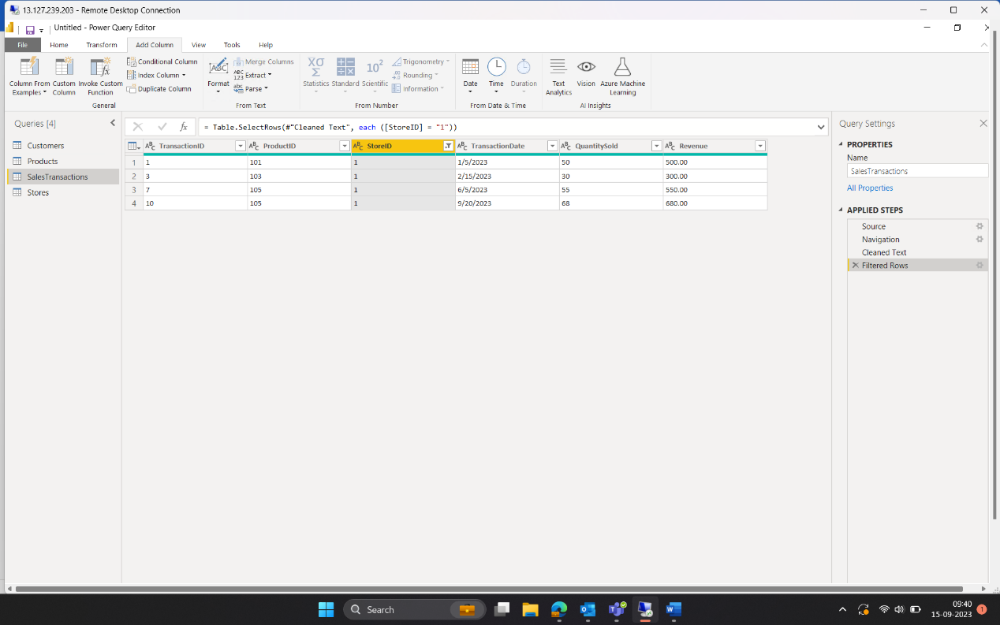 13.127.239.203 - Remote Desktop Connection
Untitled - Power Query Editor
File Home Transform Add Column View Tools Help
Column From Examples Custom Column Invoke Custom Function
Conditional Column
Index Column
Duplicate Column
General
Format
Merge Columns
Extract
Parse
From Text
Statistics Standard Scientific
Trigonometry
Rounding
Information
From Number
Date Time Duration
From Date & Time
Text Analytics Vision Azure Machine Learning
AI Insights
Queries [4]
Customers
Products
SalesTransactions
Stores
= Table.SelectRows(#"Cleaned Text", each ([StoreID] = "1"))
TransactionID ProductID StoreID TransactionDate QuantitySold Revenue
1 1 101 1 1/5/2023 50 500.00
2 3 103 1 2/15/2023 30 300.00
3 7 105 1 6/5/2023 55 550.00
4 10 105 1 9/20/2023 68 680.00
Query Settings
PROPERTIES
Name
SalesTransactions
All Properties
APPLIED STEPS
Source
Navigation
Cleaned Text
Filtered Rows
Search
09:40
15-09-2023
1